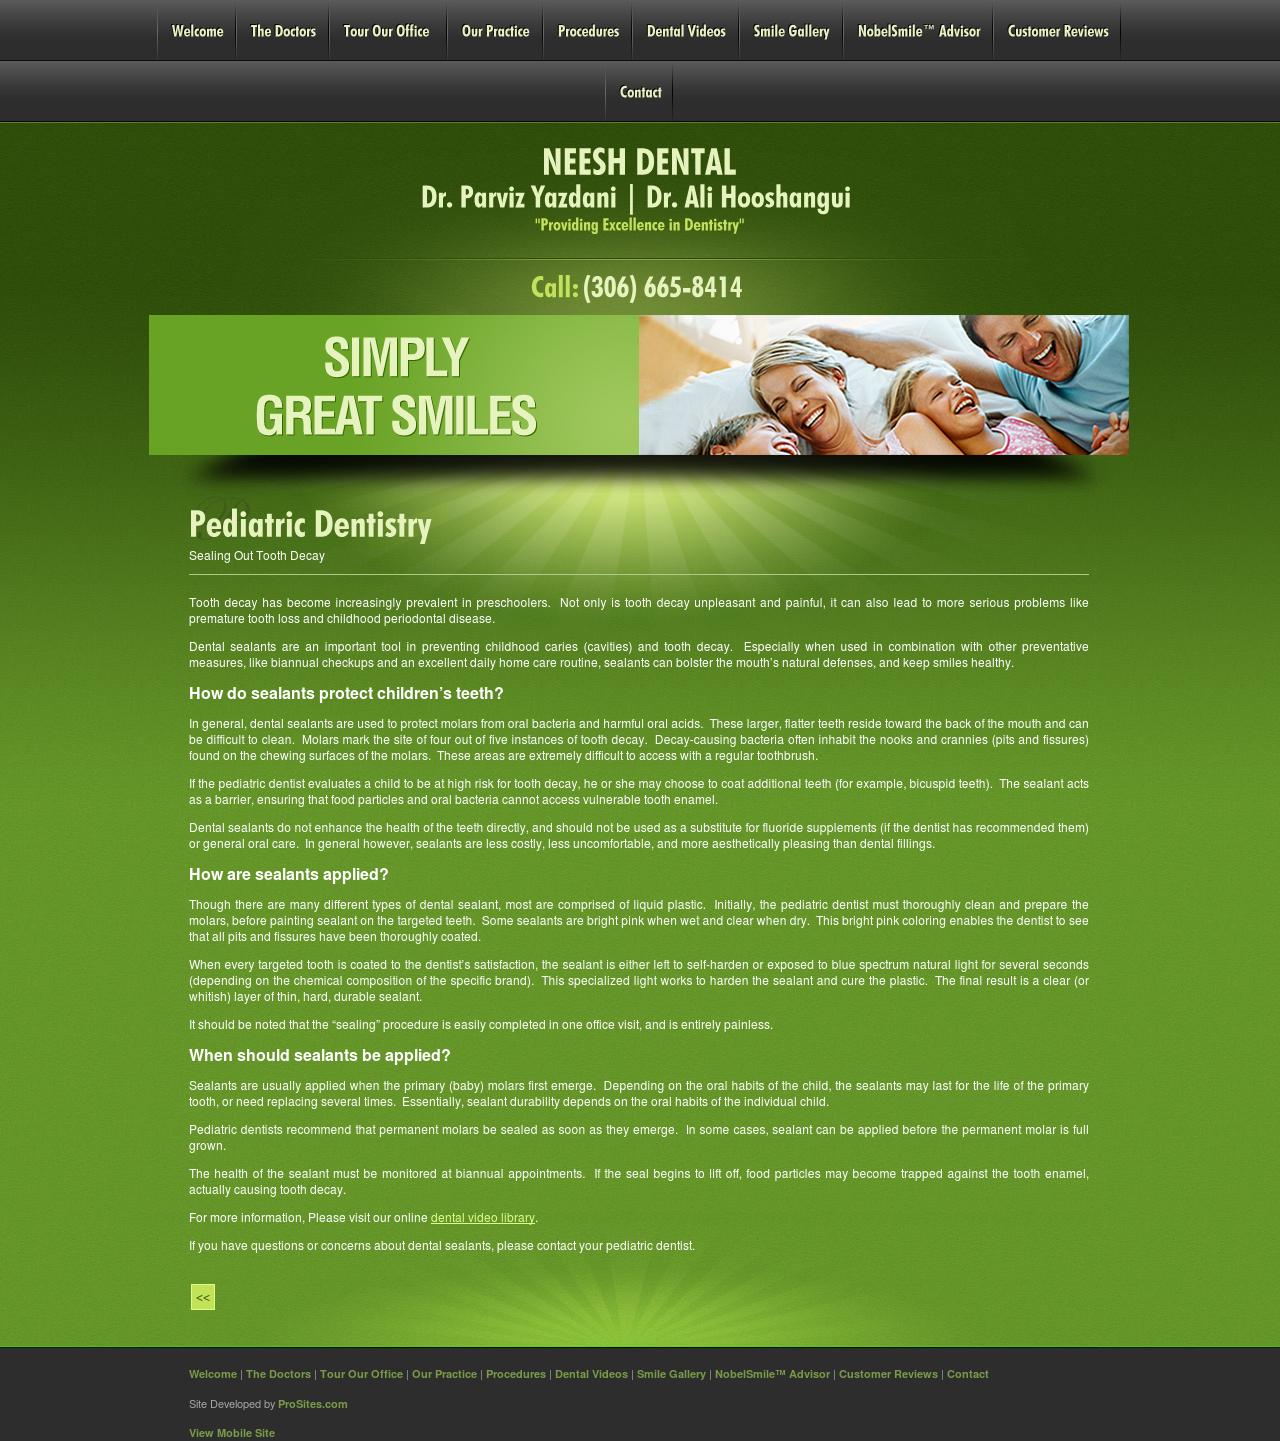 Welcome The Doctors Tour Our Office Our Practice Procedures Dental Videos Smile Gallery NobelSmile™ Advisor Customer Reviews
Contact
NEESH DENTAL
Dr. Parviz Yazdani | Dr. Ali Hooshangui
"Providing Excellence in Dentistry"
Call: (306) 665-8414
SIMPLY
GREAT SMILES
Pediatric Dentistry
Sealing Out Tooth Decay
Tooth decay has become increasingly prevalent in preschoolers.  Not only is tooth decay unpleasant and painful, it can also lead to more serious problems like
premature tooth loss and childhood periodontal disease.
Dental sealants are an important tool in preventing childhood caries (cavities) and tooth decay.  Especially when used in combination with other preventative
measures, like biannual checkups and an excellent daily home care routine, sealants can bolster the mouth’s natural defenses, and keep smiles healthy.
How do sealants protect children’s teeth?
In general, dental sealants are used to protect molars from oral bacteria and harmful oral acids.  These larger, flatter teeth reside toward the back of the mouth and can
be difficult to clean.  Molars mark the site of four out of five instances of tooth decay.  Decay-causing bacteria often inhabit the nooks and crannies (pits and fissures)
found on the chewing surfaces of the molars.  These areas are extremely difficult to access with a regular toothbrush.
If the pediatric dentist evaluates a child to be at high risk for tooth decay, he or she may choose to coat additional teeth (for example, bicuspid teeth).  The sealant acts
as a barrier, ensuring that food particles and oral bacteria cannot access vulnerable tooth enamel.
Dental sealants do not enhance the health of the teeth directly, and should not be used as a substitute for fluoride supplements (if the dentist has recommended them)
or general oral care.  In general however, sealants are less costly, less uncomfortable, and more aesthetically pleasing than dental fillings.
How are sealants applied?
Though there are many different types of dental sealant, most are comprised of liquid plastic.  Initially, the pediatric dentist must thoroughly clean and prepare the
molars, before painting sealant on the targeted teeth.  Some sealants are bright pink when wet and clear when dry.  This bright pink coloring enables the dentist to see
that all pits and fissures have been thoroughly coated.
When every targeted tooth is coated to the dentist’s satisfaction, the sealant is either left to self-harden or exposed to blue spectrum natural light for several seconds
(depending on the chemical composition of the specific brand).  This specialized light works to harden the sealant and cure the plastic.  The final result is a clear (or
whitish) layer of thin, hard, durable sealant.
It should be noted that the “sealing” procedure is easily completed in one office visit, and is entirely painless.
When should sealants be applied?
Sealants are usually applied when the primary (baby) molars first emerge.  Depending on the oral habits of the child, the sealants may last for the life of the primary
tooth, or need replacing several times.  Essentially, sealant durability depends on the oral habits of the individual child.
Pediatric dentists recommend that permanent molars be sealed as soon as they emerge.  In some cases, sealant can be applied before the permanent molar is full
grown.
The health of the sealant must be monitored at biannual appointments.  If the seal begins to lift off, food particles may become trapped against the tooth enamel,
actually causing tooth decay.
For more information, Please visit our online dental video library.
If you have questions or concerns about dental sealants, please contact your pediatric dentist.
<<
Welcome | The Doctors | Tour Our Office | Our Practice | Procedures | Dental Videos | Smile Gallery | NobelSmile™ Advisor | Customer Reviews | Contact
Site Developed by ProSites.com
View Mobile Site